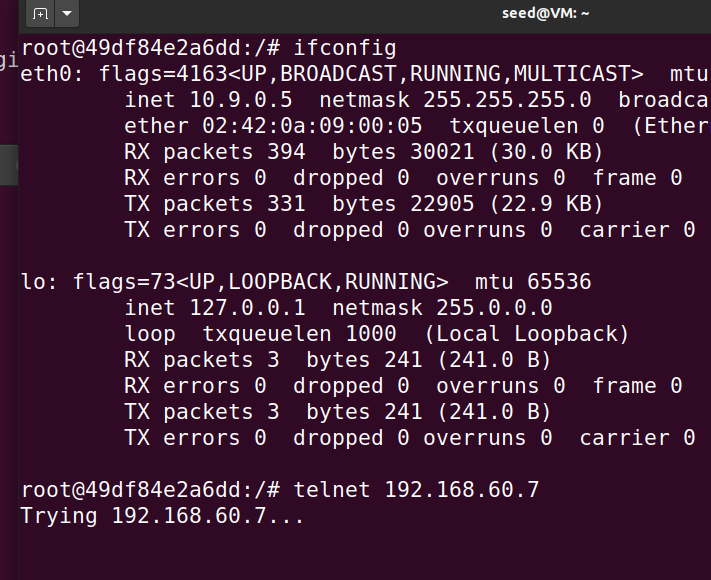 seed@VM: ~
gi
root@49df84e2a6dd:/# ifconfig
eth0: flags=4163<UP,BROADCAST,RUNNING,MULTICAST>  mtu
        inet 10.9.0.5  netmask 255.255.255.0  broadca
        ether 02:42:0a:09:00:05  txqueuelen 0  (Ether
        RX packets 394  bytes 30021 (30.0 KB)
        RX errors 0  dropped 0  overruns 0  frame 0
        TX packets 331  bytes 22905 (22.9 KB)
        TX errors 0  dropped 0 overruns 0  carrier 0
lo: flags=73<UP,LOOPBACK,RUNNING>  mtu 65536
        inet 127.0.0.1  netmask 255.0.0.0
        loop  txqueuelen 1000  (Local Loopback)
        RX packets 3  bytes 241 (241.0 B)
        RX errors 0  dropped 0  overruns 0  frame 0
        TX packets 3  bytes 241 (241.0 B)
        TX errors 0  dropped 0 overruns 0  carrier 0
root@49df84e2a6dd:/# telnet 192.168.60.7
Trying 192.168.60.7...